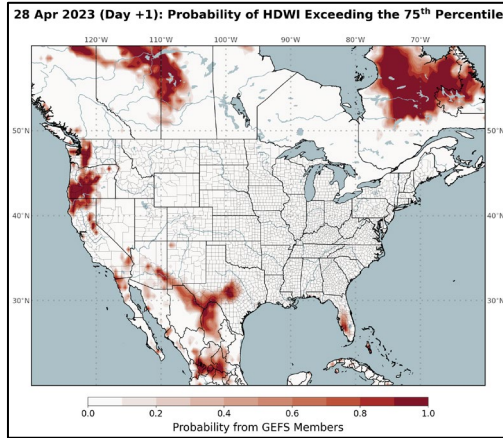 28 Apr 2023 (Day +1): Probability of HDWI Exceeding the 75th Percentile
120°W 110°W 100°W 90°W 80°W 70°W
50°N 50°N
40°N 40°N
30°N 30°N
0.0 0.2 0.4 0.6 0.8 1.0
Probability from GEFS Members